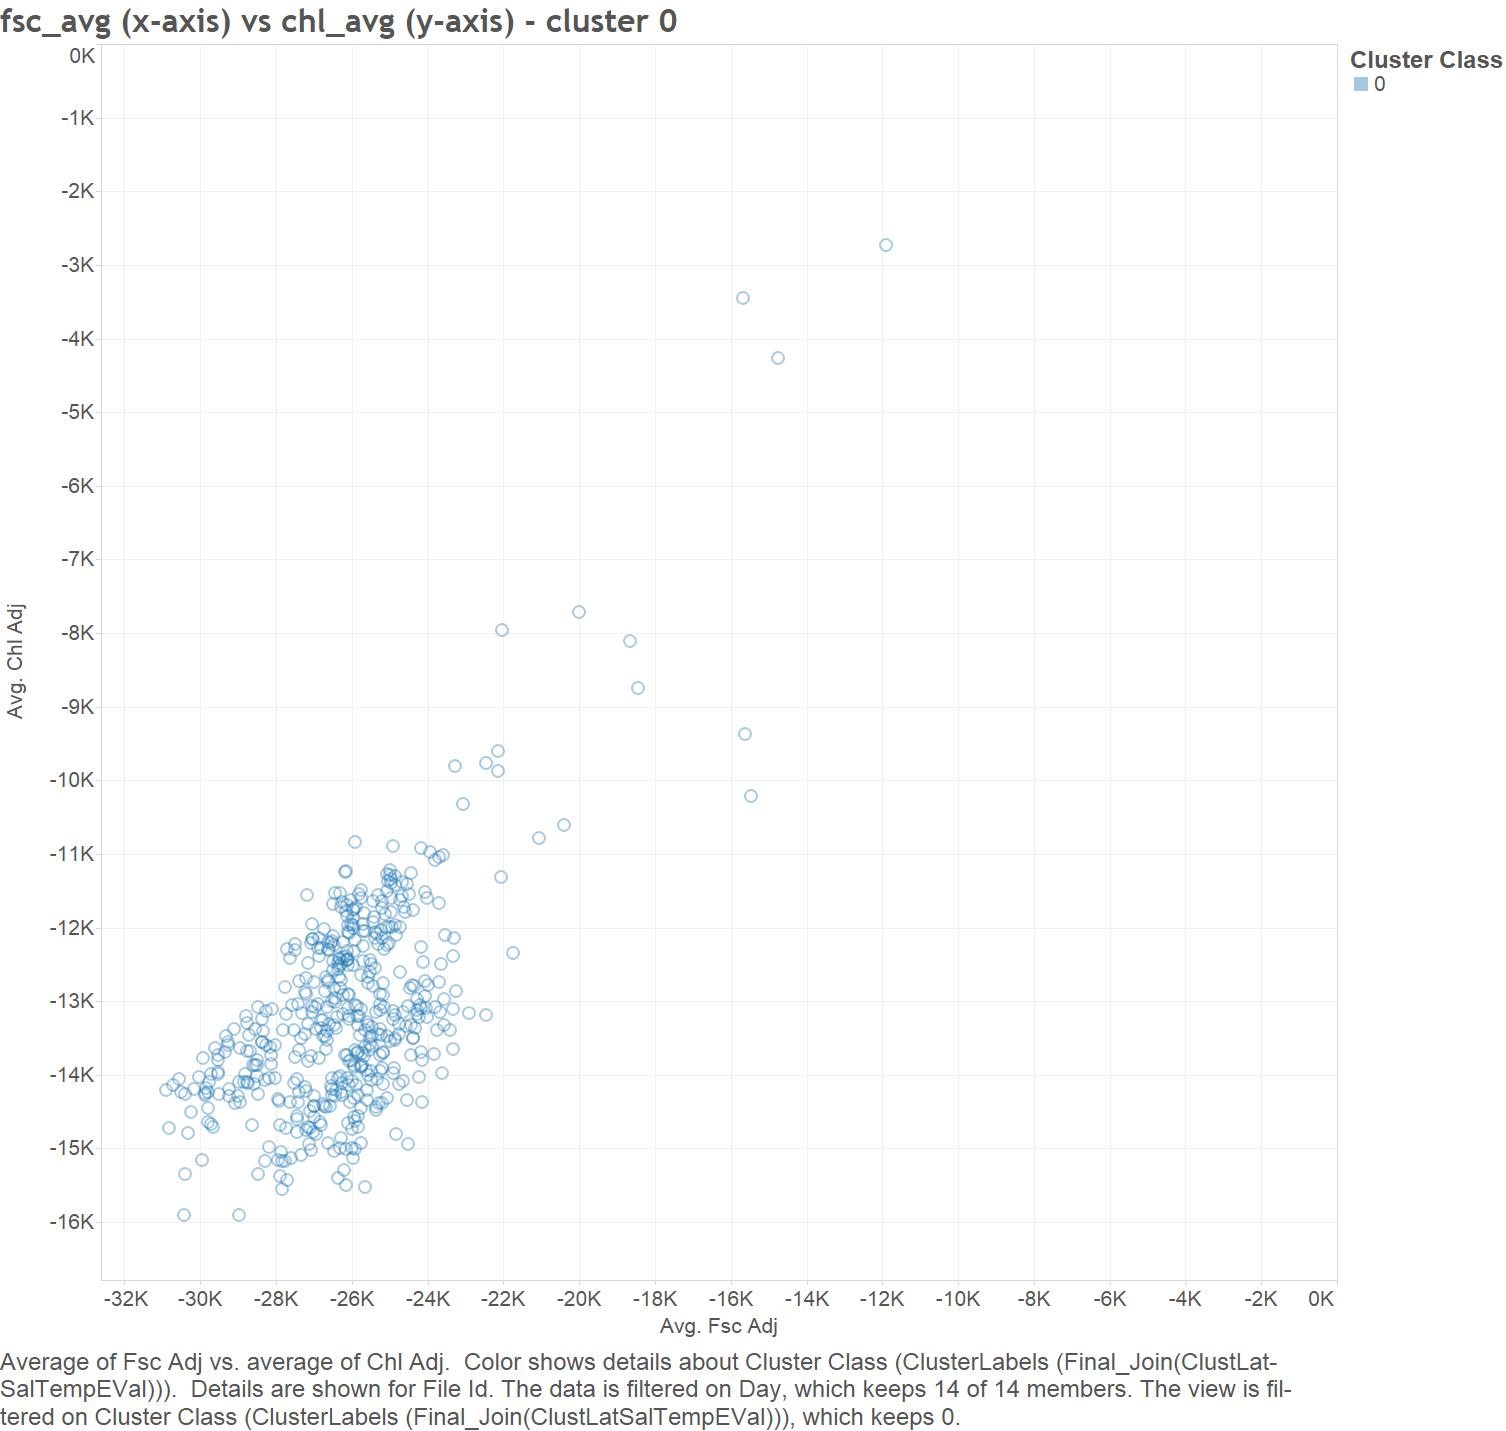 fsc_avg (x-axis) vs chl_avg (y-axis) - cluster 0
Cluster Class
0
0K
-1K
-2K
-3K
-4K
-5K
-6K
-7K
-8K
-9K
-10K
-11K
-12K
-13K
-14K
-15K
-16K
Avg. Chl Adj
-32K -30K -28K -26K -24K -22K -20K -18K -16K -14K -12K -10K -8K -6K -4K -2K 0K
Avg. Fsc Adj
Average of Fsc Adj vs. average of Chl Adj.  Color shows details about Cluster Class (ClusterLabels (Final_Join(ClustLat-
SalTempEVal))).  Details are shown for File Id. The data is filtered on Day, which keeps 14 of 14 members. The view is fil-
tered on Cluster Class (ClusterLabels (Final_Join(ClustLatSalTempEVal))), which keeps 0.